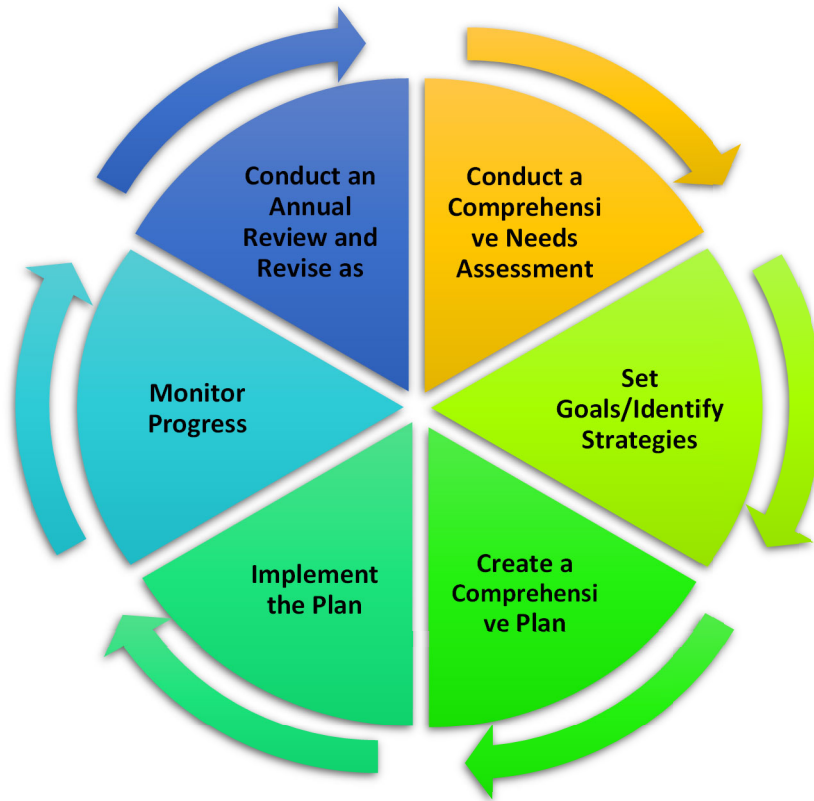 Conduct a
Comprehensi
ve Needs
Assessment
Set
Goals/Identify
Strategies
Create a
Comprehensi
ve Plan
Implement
the Plan
Monitor
Progress
Conduct an
Annual
Review and
Revise as